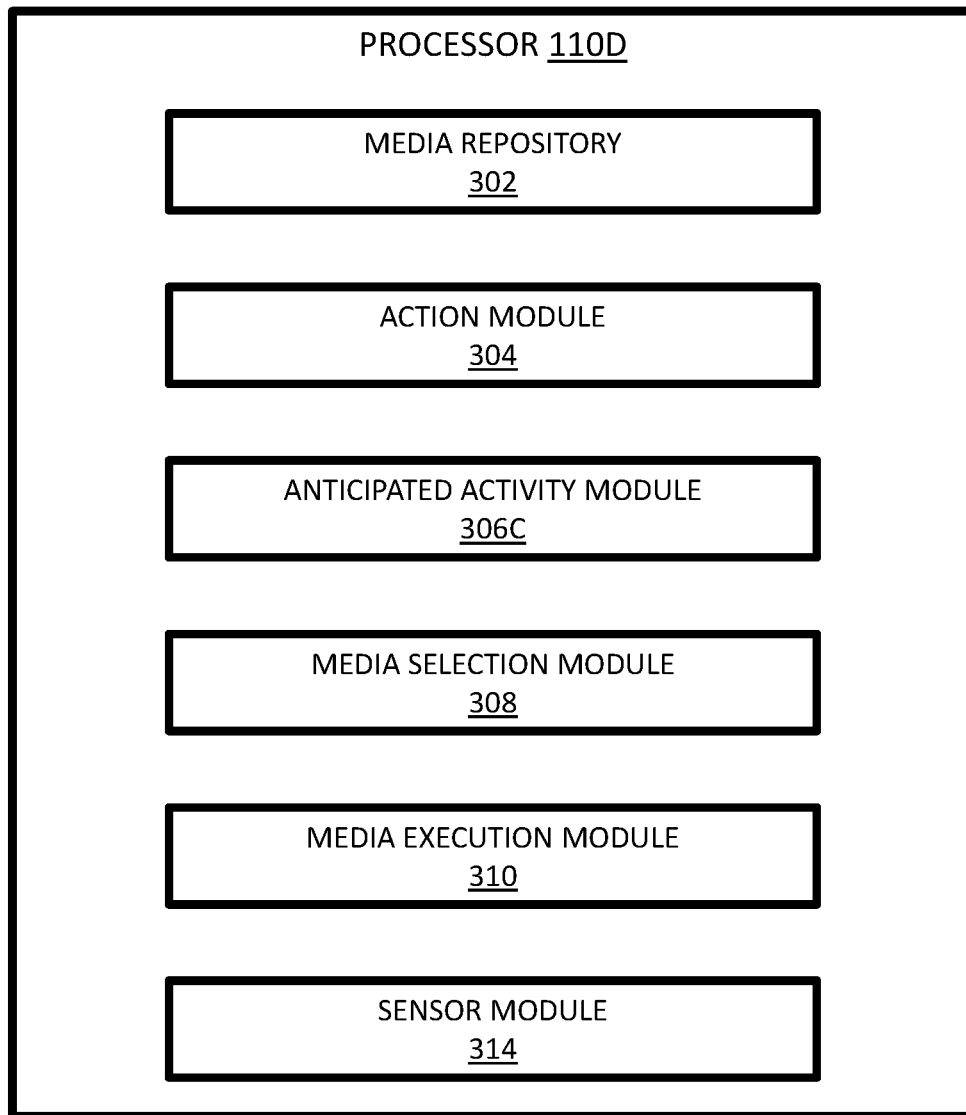 PROCESSOR 110D
MEDIA REPOSITORY
302
ACTION MODULE
304
ANTICIPATED ACTIVITY MODULE
306C
MEDIA SELECTION MODULE
308
MEDIA EXECUTION MODULE
310
SENSOR MODULE
314